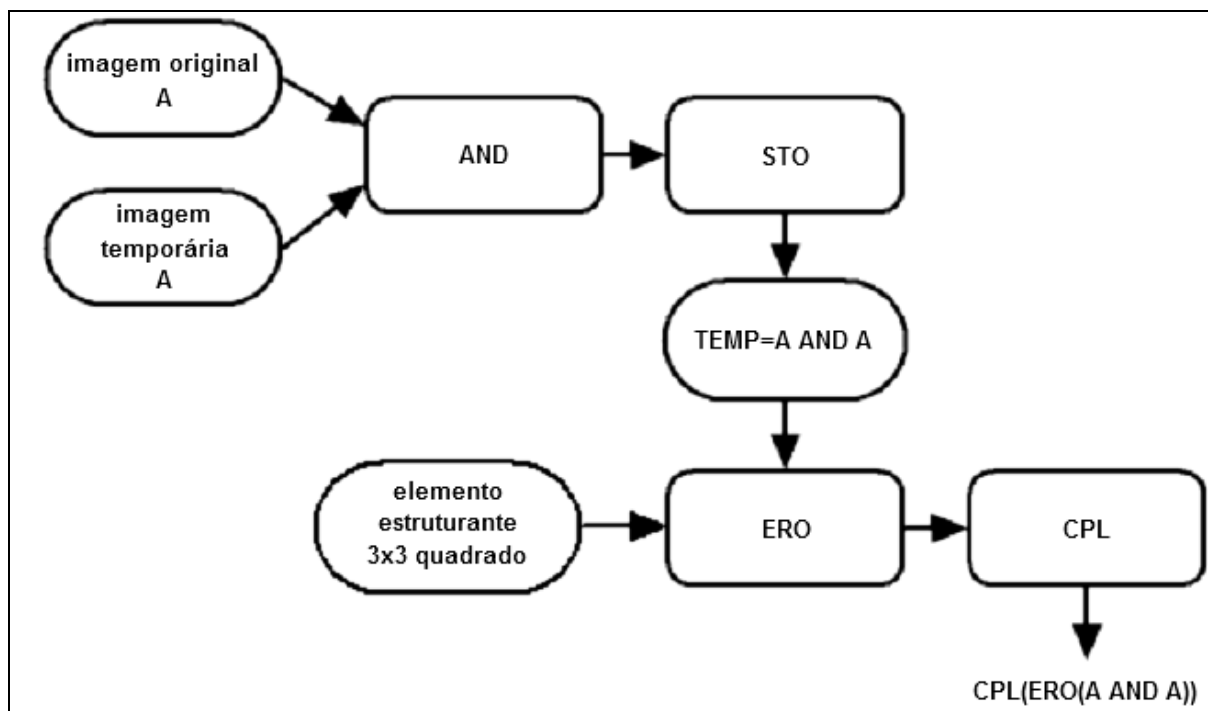 imagem original
A
AND
STO
imagem
temporária
A
TEMP=A AND A
elemento
estruturante
3x3 quadrado
ERO
CPL
CPL(ERO(A AND A))